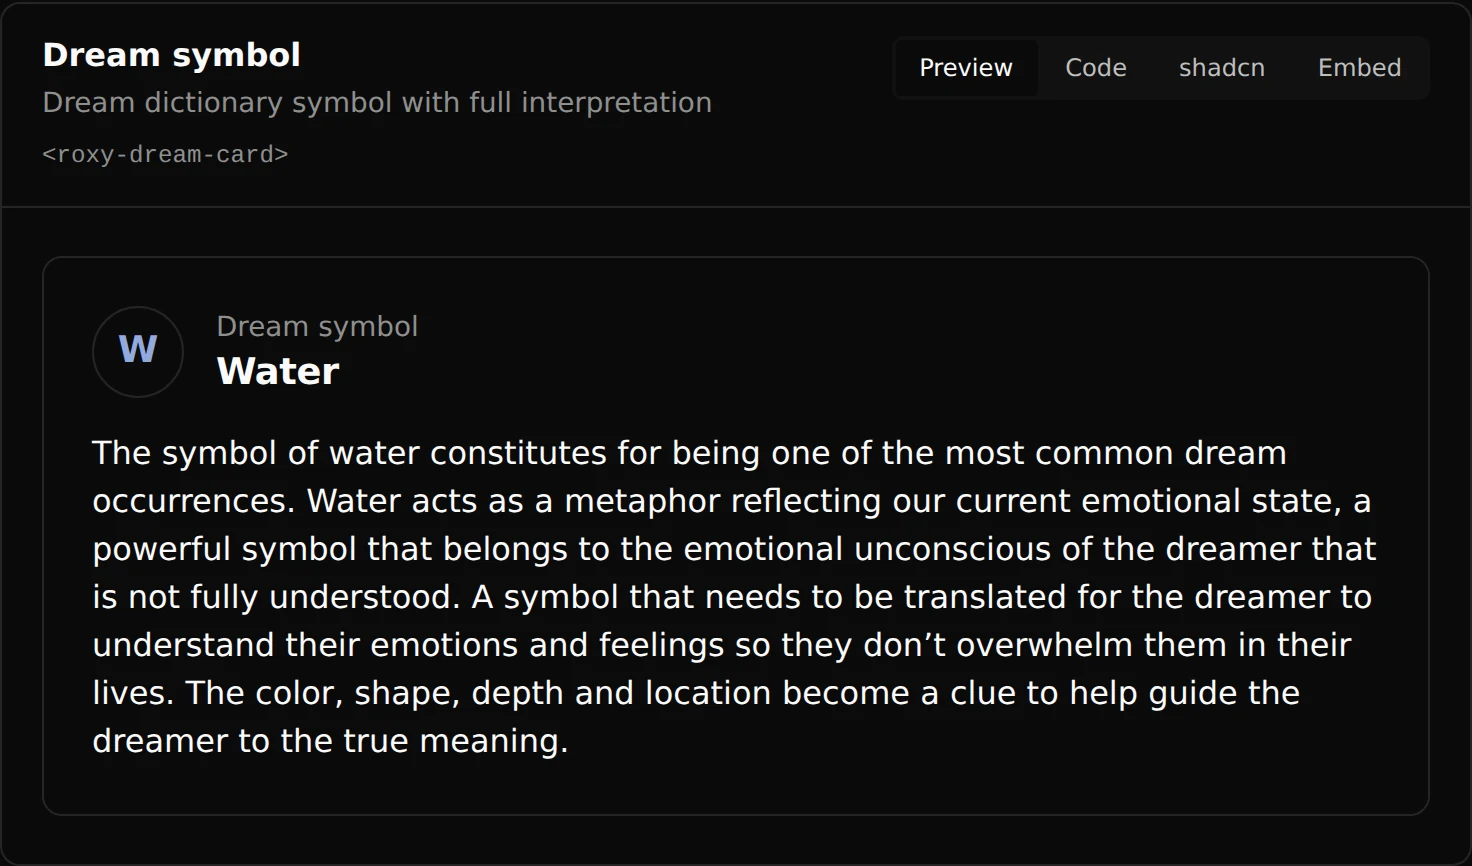 Dream symbol
Dream dictionary symbol with full interpretation
<roxy-dream-card>
Preview Code shadcn Embed
W
Dream symbol
Water
The symbol of water constitutes for being one of the most common dream
occurrences. Water acts as a metaphor reflecting our current emotional state, a
powerful symbol that belongs to the emotional unconscious of the dreamer that
is not fully understood. A symbol that needs to be translated for the dreamer to
understand their emotions and feelings so they don’t overwhelm them in their
lives. The color, shape, depth and location become a clue to help guide the
dreamer to the true meaning.